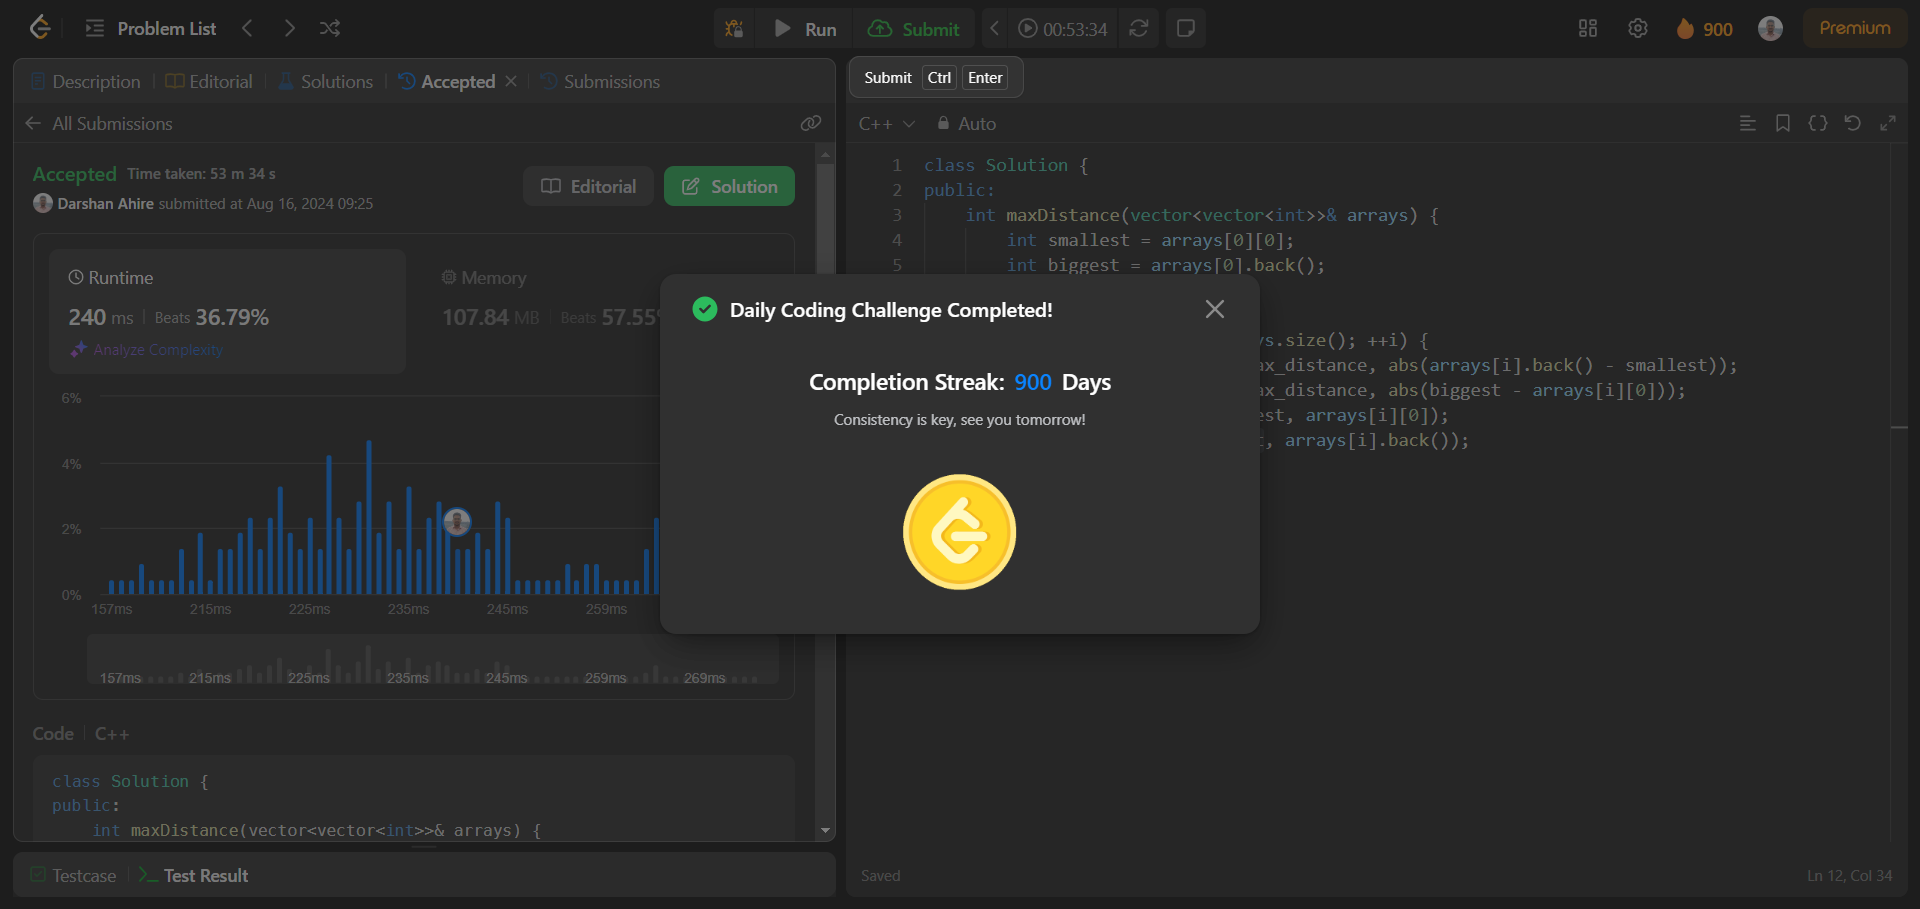 Problem List
Run
Submit
00:53:34
900
Premium
Description
Editorial
Solutions
Accepted
Submissions
Submit Ctrl Enter
All Submissions
C++
Auto
Accepted Time taken: 53 m 34 s
Darshan Ahire submitted at Aug 16, 2024 09:25
Editorial
Solution
Runtime
240 ms | Beats 36.79%
Analyze Complexity
Memory
107.84 MB | Beats 57.55%
6%
4%
2%
0%
157ms 215ms 225ms 235ms 245ms 259ms
157ms 215ms 225ms 235ms 245ms 259ms 269ms
Code | C++
class Solution {
public:
int maxDistance(vector<vector<int>>& arrays) {
Testcase
Test Result
1 class Solution {
2 public:
3 int maxDistance(vector<vector<int>>& arrays) {
4 int smallest = arrays[0][0];
5 int biggest = arrays[0].back();
s.size(); ++i) {
ax_distance, abs(arrays[i].back() - smallest));
ax_distance, abs(biggest - arrays[i][0]));
est, arrays[i][0]);
, arrays[i].back());
Daily Coding Challenge Completed!
Completion Streak: 900 Days
Consistency is key, see you tomorrow!
Saved
Ln 12, Col 34